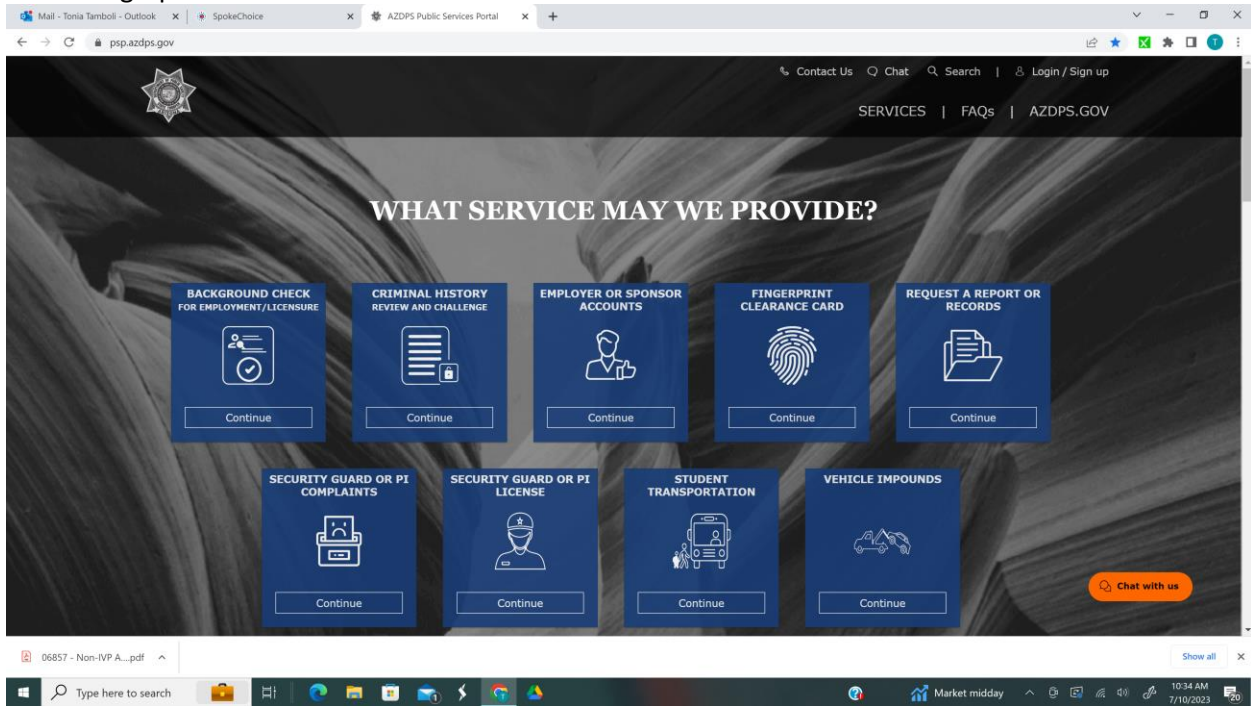 Mail - Tonia Tamboli - Outlook
SpokeChoice
AZDPS Public Services Portal
psp.azdps.gov
T
Contact Us Chat Search | Login / Sign up
SERVICES | FAQs | AZDPS.GOV
WHAT SERVICE MAY WE PROVIDE?
BACKGROUND CHECK
FOR EMPLOYMENT/LICENSURE
Continue
CRIMINAL HISTORY
REVIEW AND CHALLENGE
Continue
EMPLOYER OR SPONSOR
ACCOUNTS
Continue
FINGERPRINT
CLEARANCE CARD
Continue
REQUEST A REPORT OR
RECORDS
Continue
SECURITY GUARD OR PI
COMPLAINTS
Continue
SECURITY GUARD OR PI
LICENSE
Continue
STUDENT
TRANSPORTATION
Continue
VEHICLE IMPOUNDS
Continue
Chat with us
06857 - Non-IVP A....pdf
Show all
Type here to search
Market midday
10:34 AM
7/10/2023
20